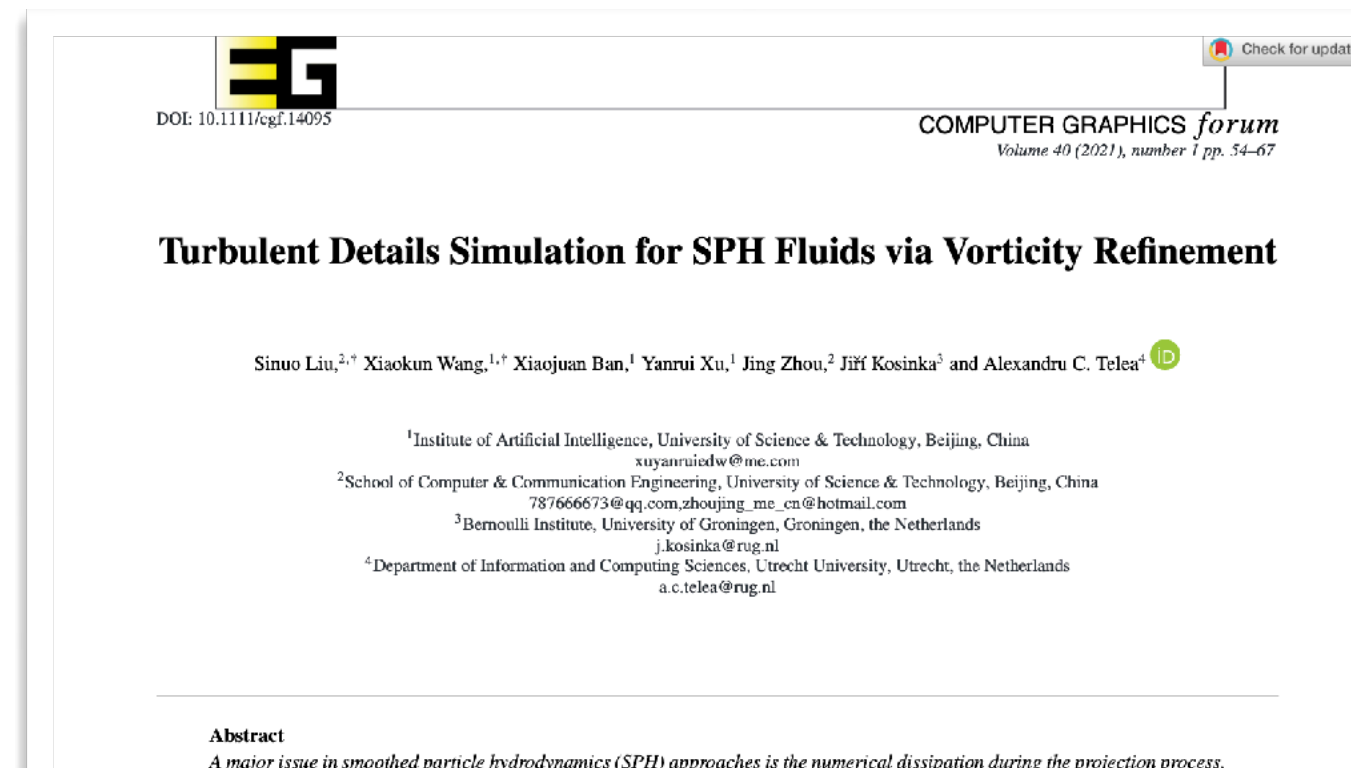 EG
Check for updat
DOI: 10.1111/cgf.14095
COMPUTER GRAPHICS forum
Volume 40 (2021), number 1 pp. 54–67
Turbulent Details Simulation for SPH Fluids via Vorticity Refinement
Sinuo Liu,2,† Xiaokun Wang,1,† Xiaojuan Ban,1 Yanrui Xu,1 Jing Zhou,2 Jiří Kosinka3 and Alexandru C. Telea4 iD
1Institute of Artificial Intelligence, University of Science & Technology, Beijing, China
xuyanruiedw@me.com
2School of Computer & Communication Engineering, University of Science & Technology, Beijing, China
787666673@qq.com,zhoujing_me_cn@hotmail.com
3Bernoulli Institute, University of Groningen, Groningen, the Netherlands
j.kosinka@rug.nl
4Department of Information and Computing Sciences, Utrecht University, Utrecht, the Netherlands
a.c.telea@rug.nl
Abstract
A major issue in smoothed particle hydrodynamics (SPH) approaches is the numerical dissipation during the projection process,